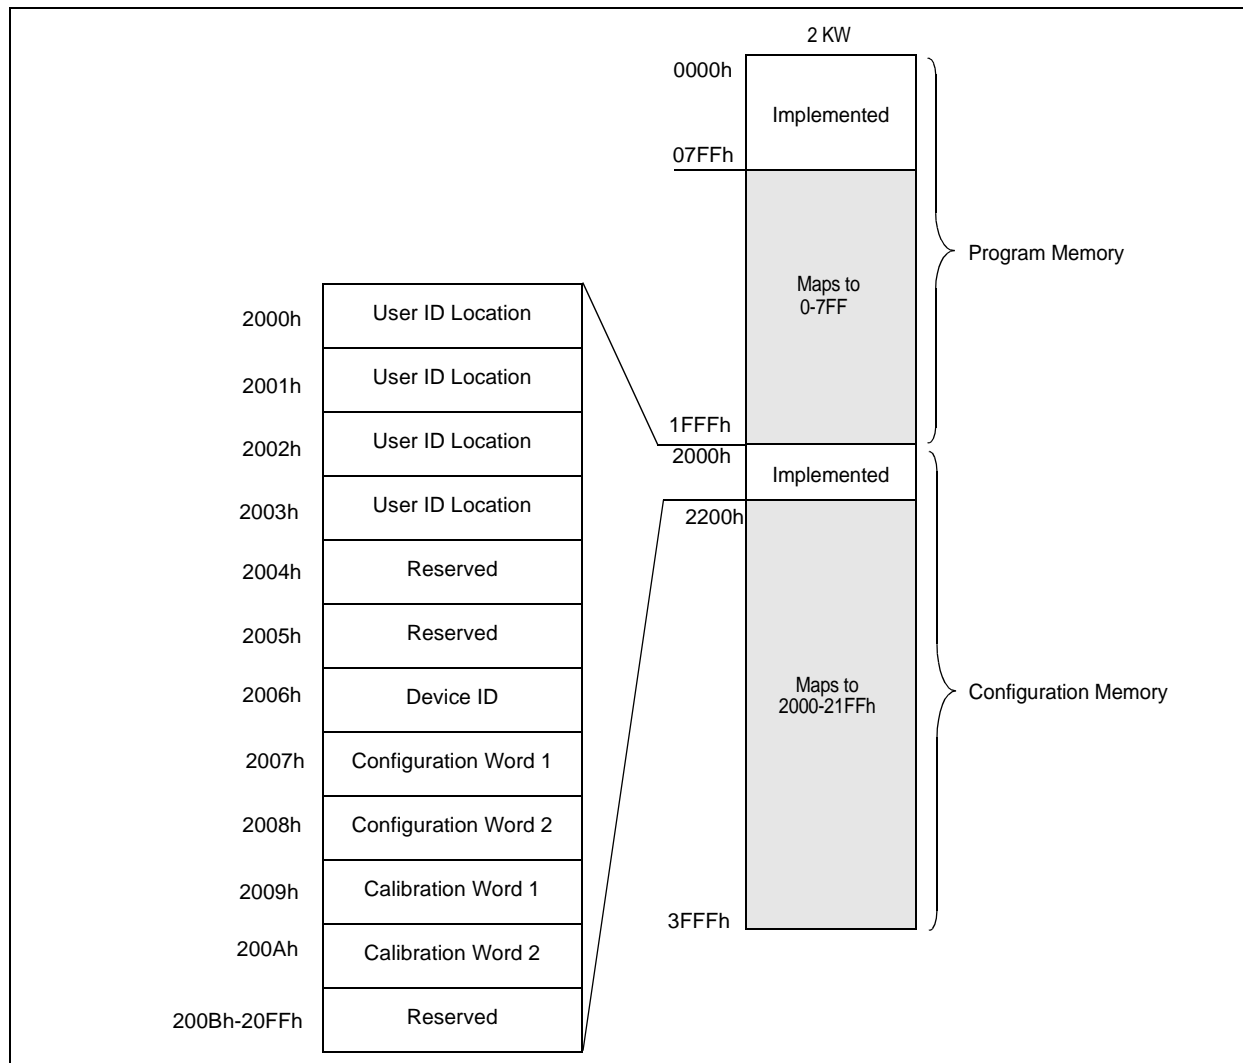 2 KW
0000h
Implemented
07FFh
Maps to
0-7FF
Program Memory
1FFFh
2000h
Implemented
2200h
Maps to
2000-21FFh
Configuration Memory
3FFFh
2000h User ID Location
2001h User ID Location
2002h User ID Location
2003h User ID Location
2004h Reserved
2005h Reserved
2006h Device ID
2007h Configuration Word 1
2008h Configuration Word 2
2009h Calibration Word 1
200Ah Calibration Word 2
200Bh-20FFh Reserved